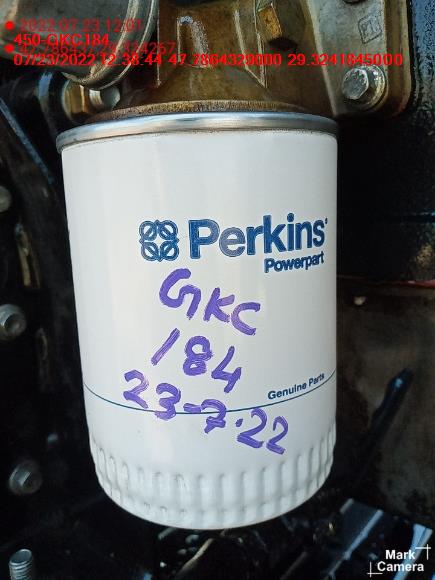 2022.07.23 12:01
450-GKC184
07/23/2022 12:38:44 47.7864329000 29.3241845000
Perkins
Powerpart
GKC
184
Genuine Parts
23-7-22
Mark
Camera